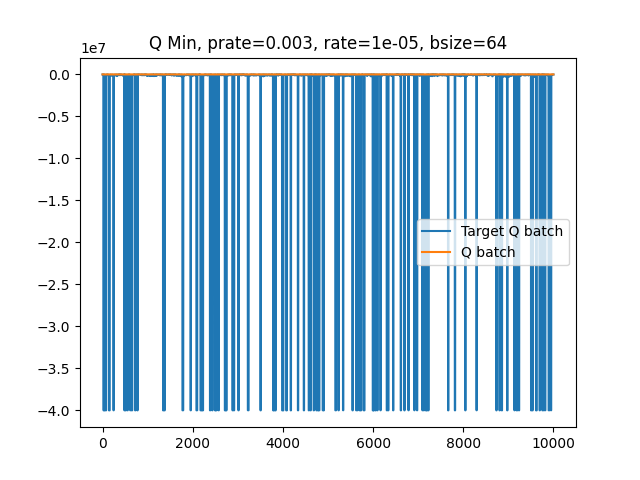 Q Min, prate=0.003, rate=1e-05, bsize=64
1e7
0.0
−0.5
−1.0
−1.5
−2.0
−2.5
−3.0
−3.5
−4.0
Target Q batch
Q batch
0 2000 4000 6000 8000 10000